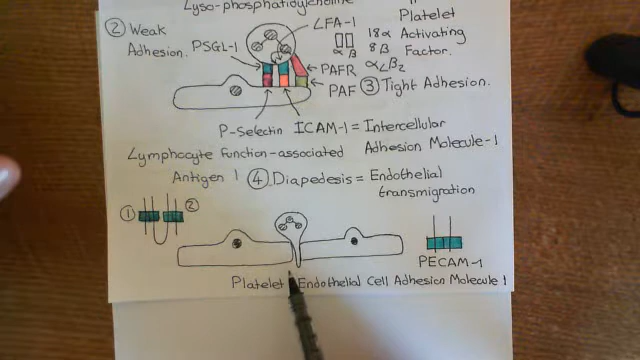 Lyso-phosphatidylcholine
Platelet
② Weak
Adhesion.
PSGL-1
LFA-1
18α Activating
α β
8β Factor.
αLβ2
PAFR
PAF
③ Tight Adhesion.
P-Selectin ICAM-1 = Intercellular
Adhesion Molecule-1
Lymphocyte function-associated
Antigen 1
④ Diapedesis = Endothelial
transmigration
① ②
PECAM-1
Platelet Endothelial Cell Adhesion Molecule 1